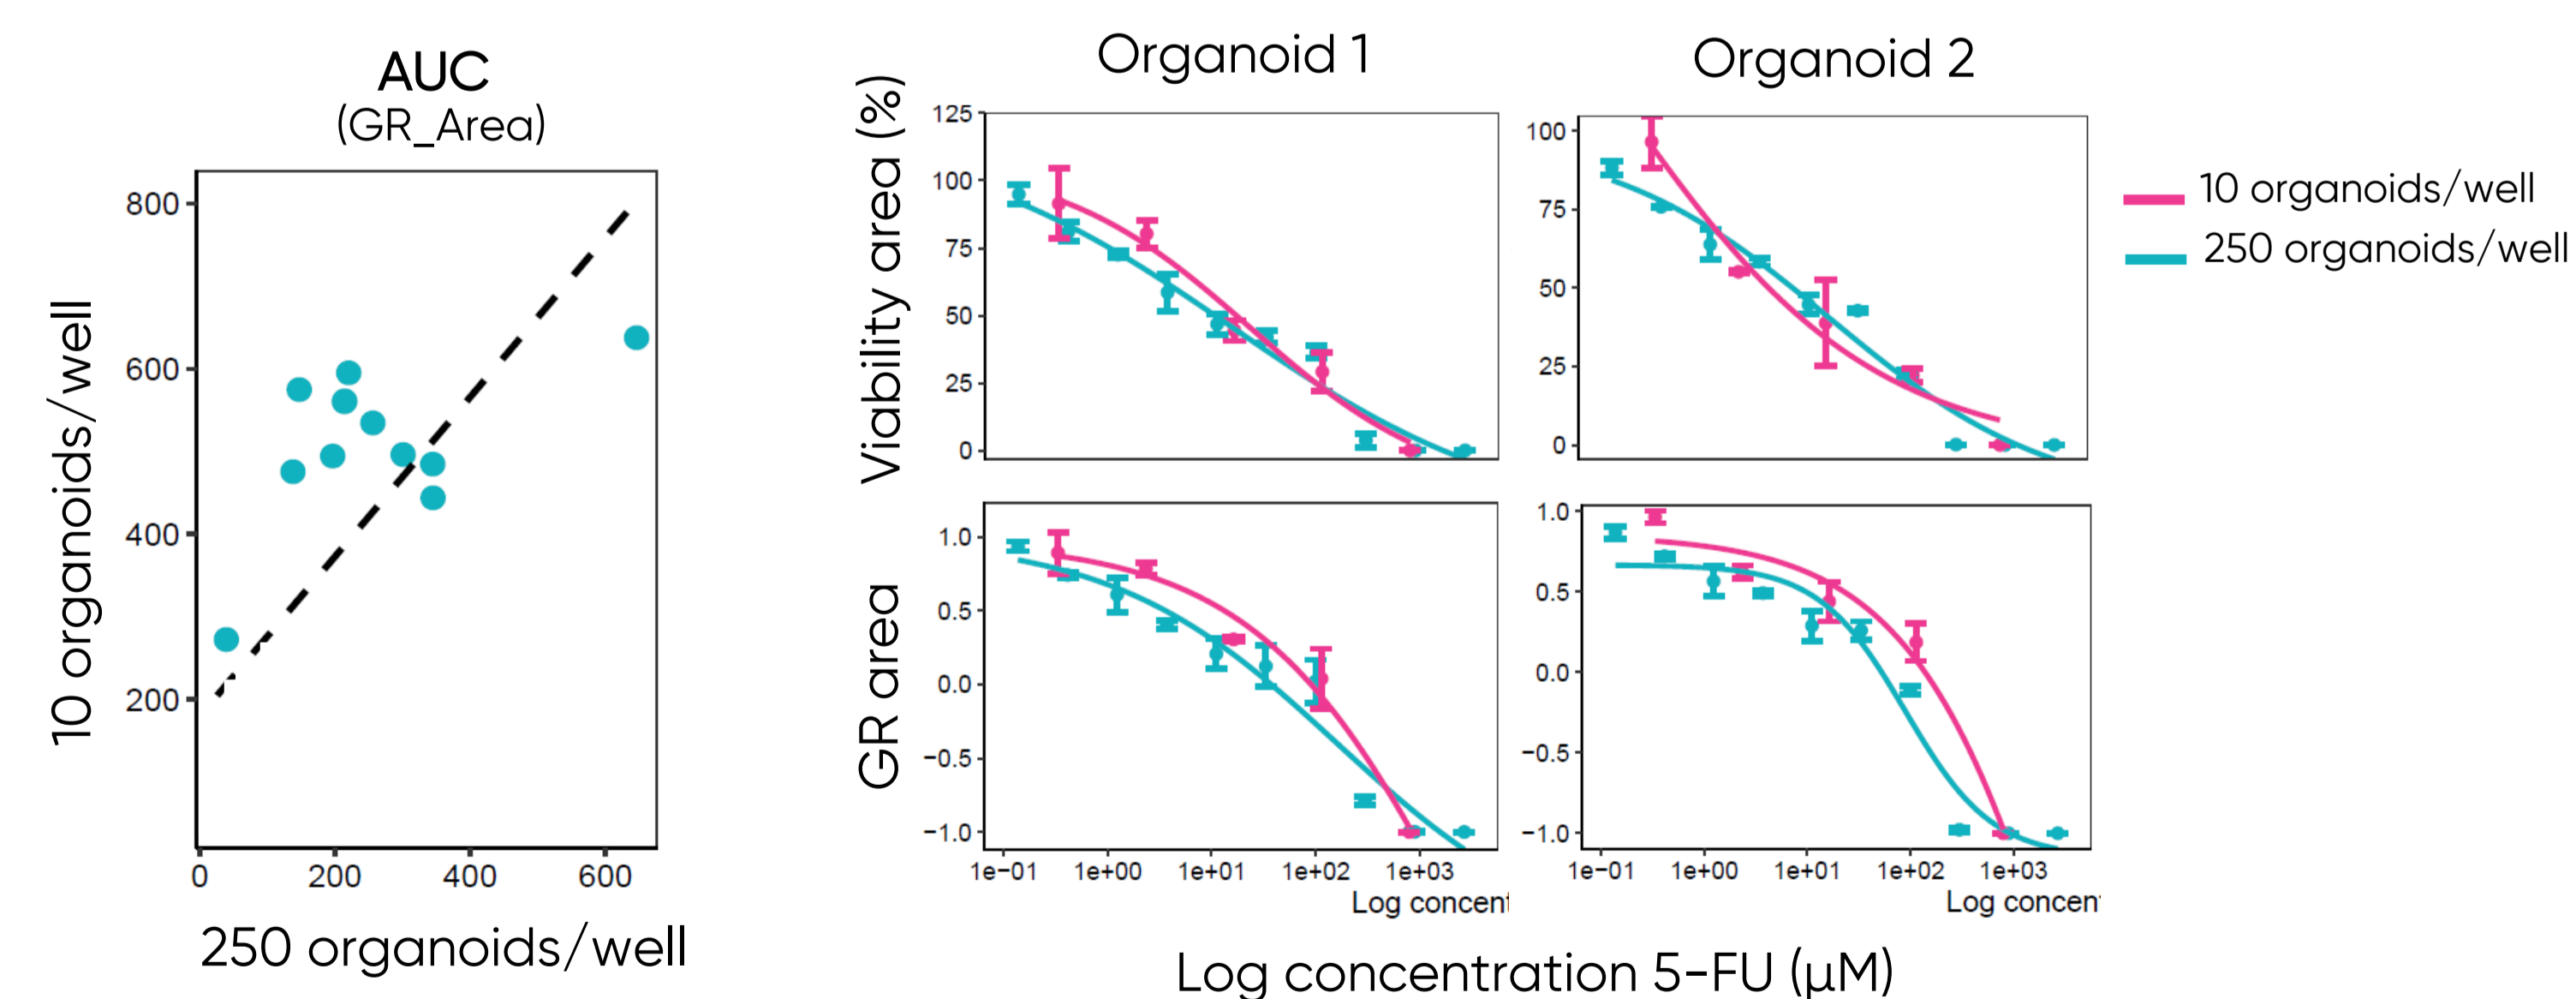 AUC
(GR_Area)
10 organoids/well
800
600
400
200
0
200
400
600
250 organoids/well
Organoid 1
Organoid 2
Viability area (%)
125
100
75
50
25
0
100
75
50
25
0
10 organoids/well
250 organoids/well
GR area
1.0
0.5
0.0
−0.5
−1.0
1e−01
1e+00
1e+01
1e+02
1e+03
Log concent
1.0
0.5
0.0
−0.5
−1.0
1e−01
1e+00
1e+01
1e+02
1e+03
Log concen
Log concentration 5-FU (µM)